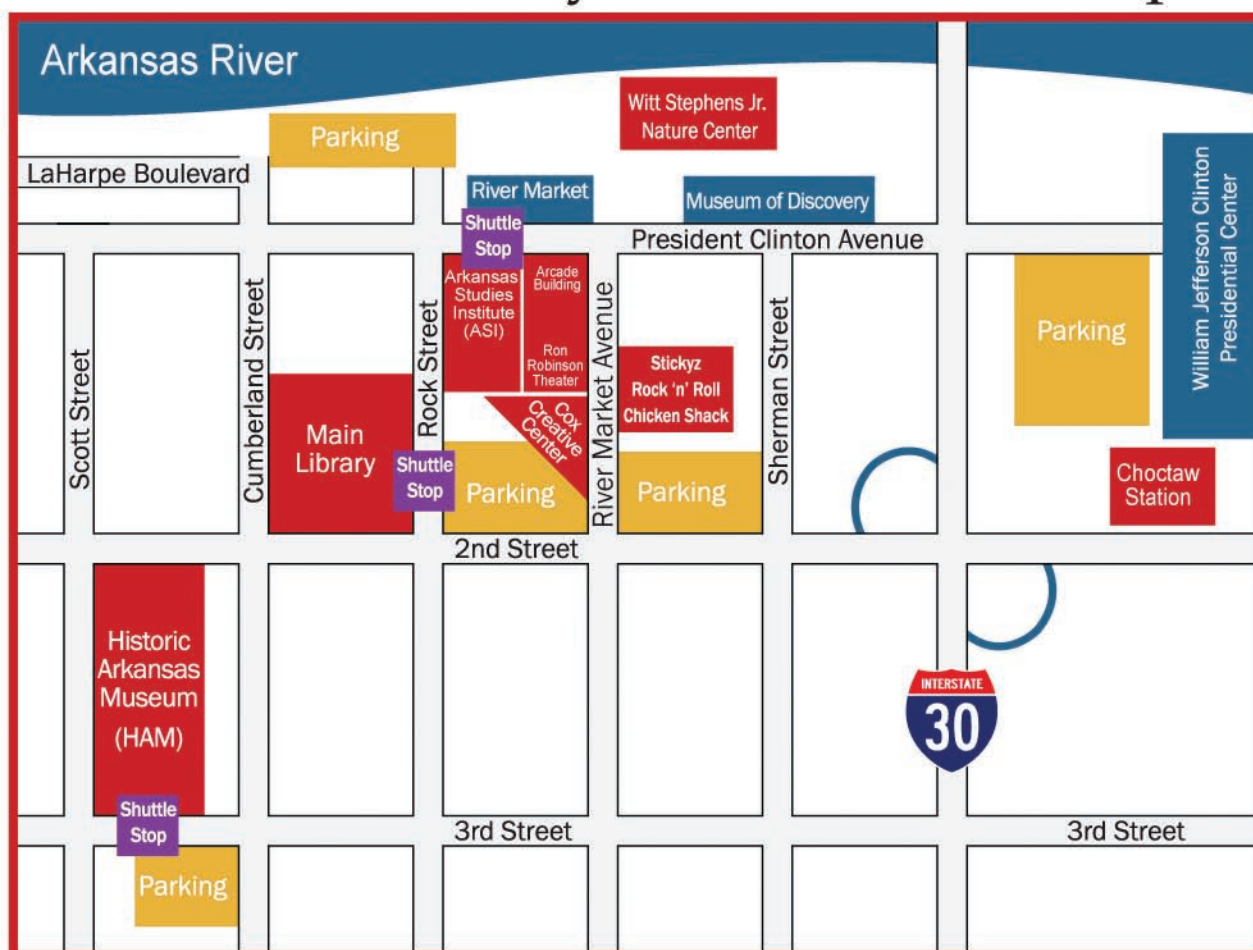 Arkansas River
Witt Stephens Jr.
Nature Center
Parking
LaHarpe Boulevard
River Market
Museum of Discovery
William Jefferson Clinton
Presidential Center
Shuttle
Stop
President Clinton Avenue
Arkansas
Studies
Institute
(ASI)
Arcade
Building
Ron
Robinson
Theater
Cox
Creative
Center
Stickyz
Rock 'n' Roll
Chicken Shack
Parking
Scott Street
Cumberland Street
Rock Street
River Market Avenue
Sherman Street
Main
Library
Shuttle
Stop
Parking
Parking
Choctaw
Station
2nd Street
Historic
Arkansas
Museum
(HAM)
INTERSTATE
30
Shuttle
Stop
3rd Street
3rd Street
Parking